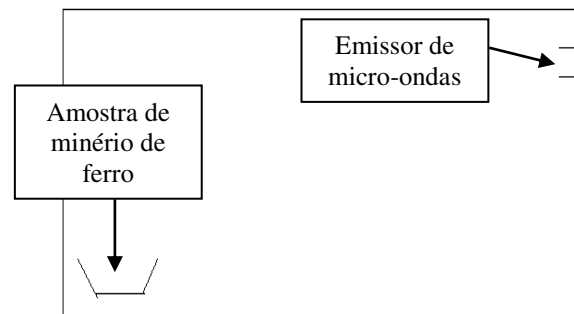 Emissor de
micro-ondas
Amostra de
minério de
ferro